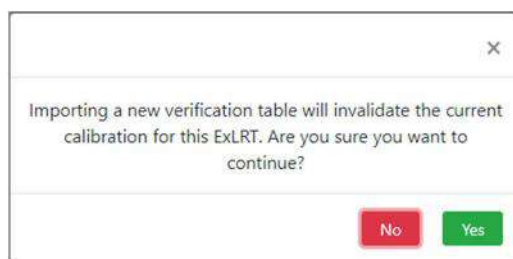 ×
Importing a new verification table will invalidate the current
calibration for this ExLRT. Are you sure you want to
continue?
No Yes